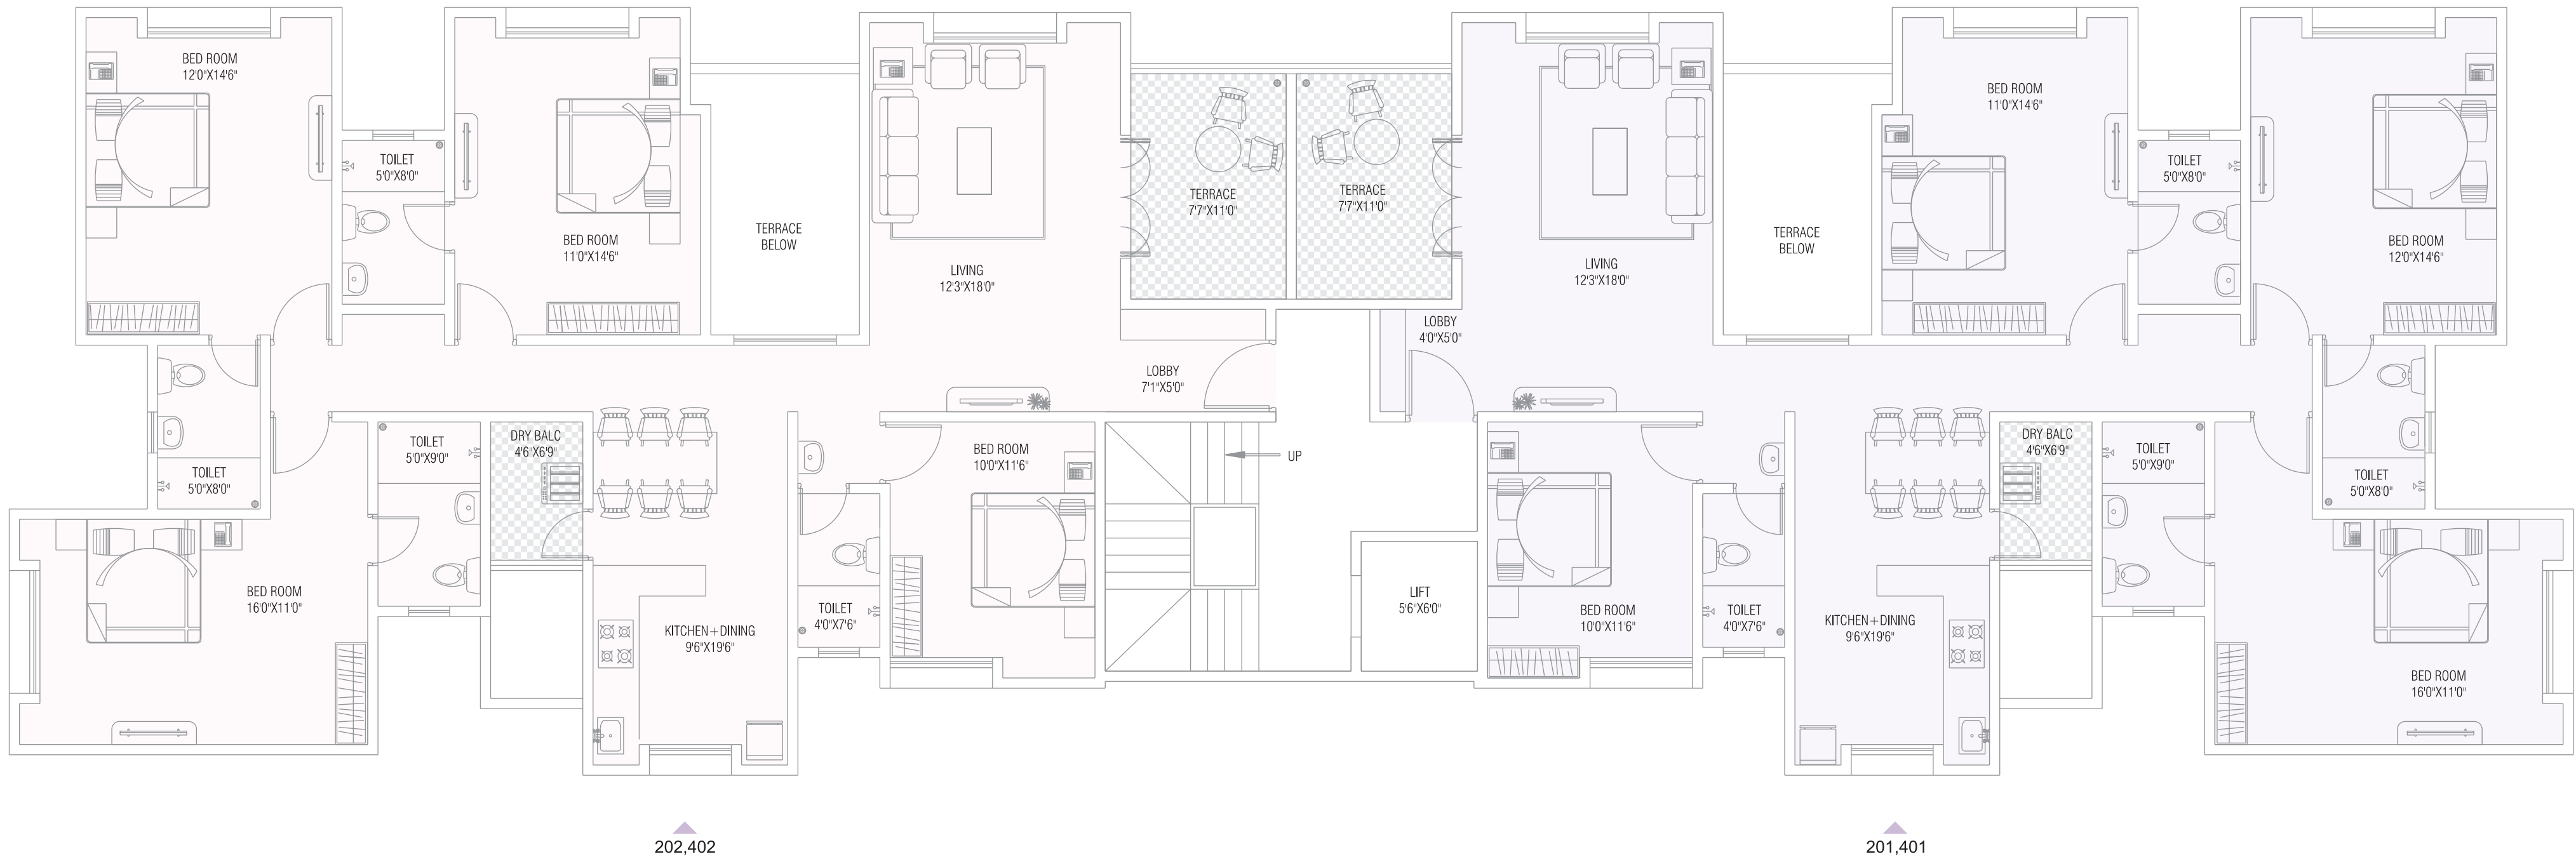 BED ROOM
12'0"X14'6"
TOILET
5'0"X8'0"
BED ROOM
11'0"X14'6"
TERRACE
BELOW
LIVING
12'3"X18'0"
TERRACE
7'7"X11'0"
TERRACE
7'7"X11'0"
LIVING
12'3"X18'0"
TERRACE
BELOW
BED ROOM
11'0"X14'6"
TOILET
5'0"X8'0"
BED ROOM
12'0"X14'6"
LOBBY
7'1"X5'0"
LOBBY
4'0"X5'0"
TOILET
5'0"X8'0"
TOILET
5'0"X9'0"
DRY BALC
4'6"X6'9"
BED ROOM
10'0"X11'6"
UP
DRY BALC
4'6"X6'9"
TOILET
5'0"X9'0"
TOILET
5'0"X8'0"
BED ROOM
16'0"X11'0"
KITCHEN+DINING
9'6"X19'6"
TOILET
4'0"X7'6"
LIFT
5'6"X6'0"
BED ROOM
10'0"X11'6"
TOILET
4'0"X7'6"
KITCHEN+DINING
9'6"X19'6"
BED ROOM
16'0"X11'0"
202,402
201,401